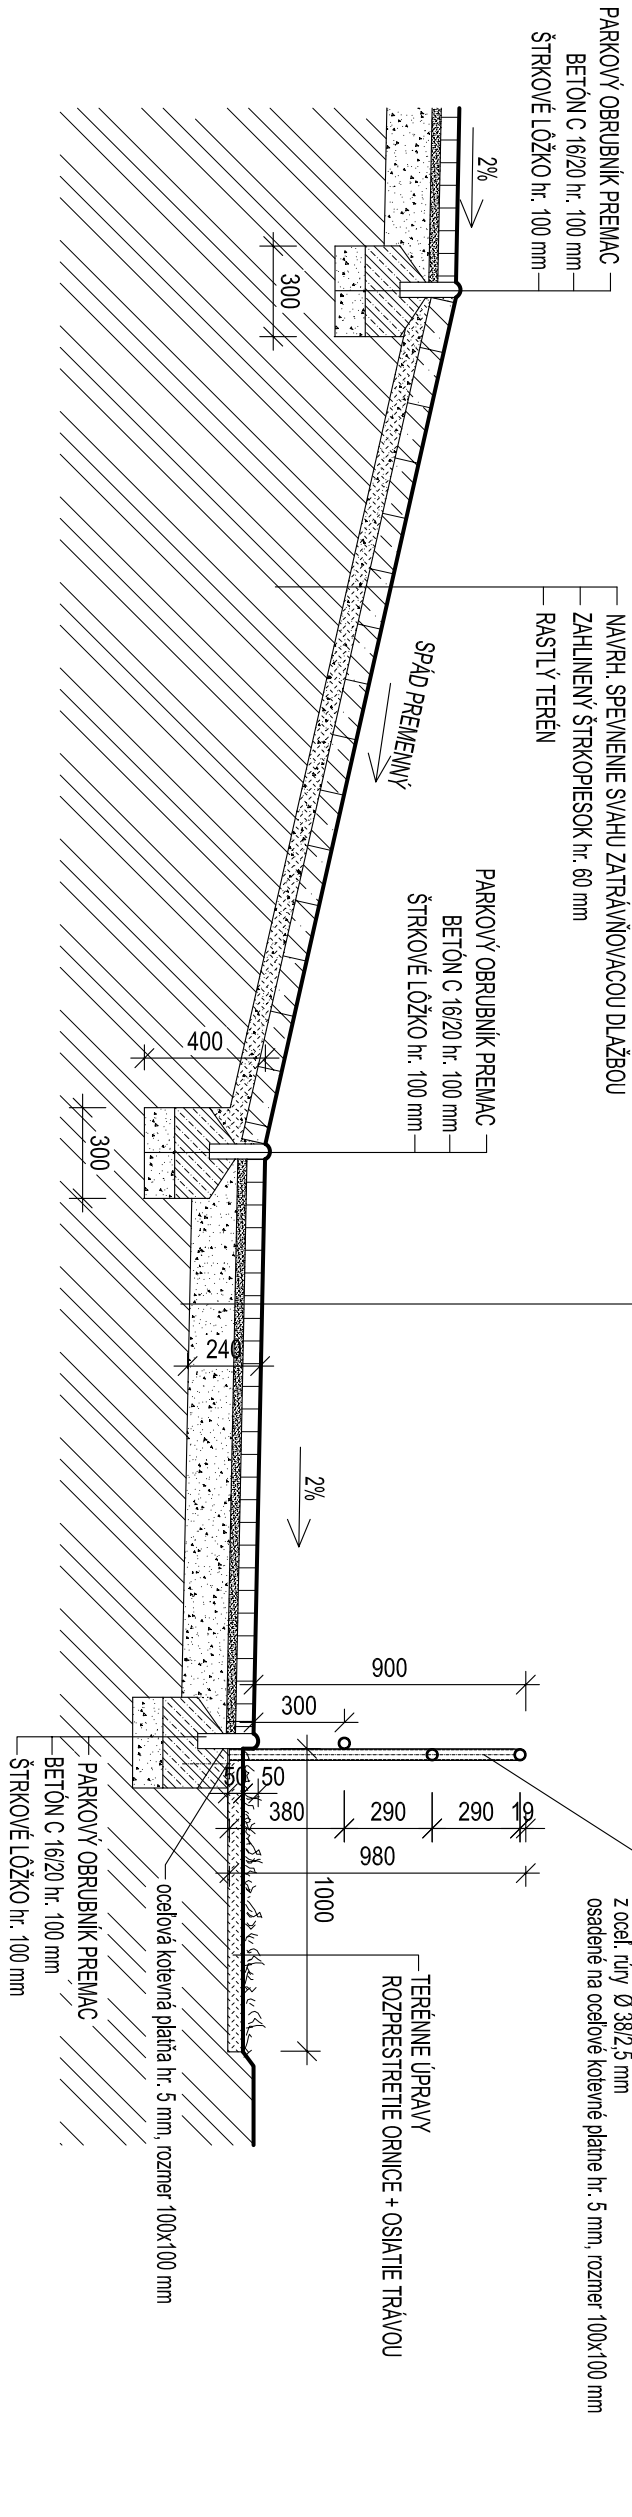 PARKOVÝ OBRUBNÍK PREMAC
BETÓN C 16/20 hr. 100 mm
ŠTRKOVÉ LÔŽKO hr. 100 mm
2%
300
NAVRH. SPEVNENIE SVAHU ZATRÁVŇOVACOU DLAŽBOU
ZAHLINENÝ ŠTRKOPIESOK hr. 60 mm
RASTLÝ TERÉN
SPÁD PREMENNÝ
PARKOVÝ OBRUBNÍK PREMAC
BETÓN C 16/20 hr. 100 mm
ŠTRKOVÉ LÔŽKO hr. 100 mm
400
300
240
2%
900
300
50
50
380
290
290
19
980
1000
z oceľ. rúry Ø 38/2,5 mm
osadené na oceľové kotevné platne hr. 5 mm, rozmer 100x100 mm
TERÉNNE ÚPRAVY
ROZPRESTRETIE ORNICE + OSIATIE TRÁVOU
oceľová kotevná platňa hr. 5 mm, rozmer 100x100 mm
PARKOVÝ OBRUBNÍK PREMAC
BETÓN C 16/20 hr. 100 mm
ŠTRKOVÉ LÔŽKO hr. 100 mm